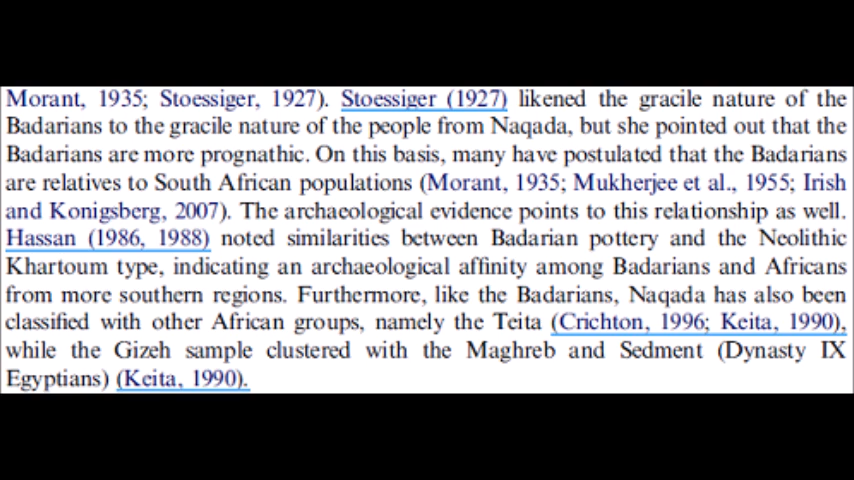 Morant, 1935; Stoessiger, 1927). Stoessiger (1927) likened the gracile nature of the
Badarians to the gracile nature of the people from Naqada, but she pointed out that the
Badarians are more prognathic. On this basis, many have postulated that the Badarians
are relatives to South African populations (Morant, 1935; Mukherjee et al., 1955; Irish
and Konigsberg, 2007). The archaeological evidence points to this relationship as well.
Hassan (1986, 1988) noted similarities between Badarian pottery and the Neolithic
Khartoum type, indicating an archaeological affinity among Badarians and Africans
from more southern regions. Furthermore, like the Badarians, Naqada has also been
classified with other African groups, namely the Teita (Crichton, 1996; Keita, 1990),
while the Gizeh sample clustered with the Maghreb and Sedment (Dynasty IX
Egyptians) (Keita, 1990).